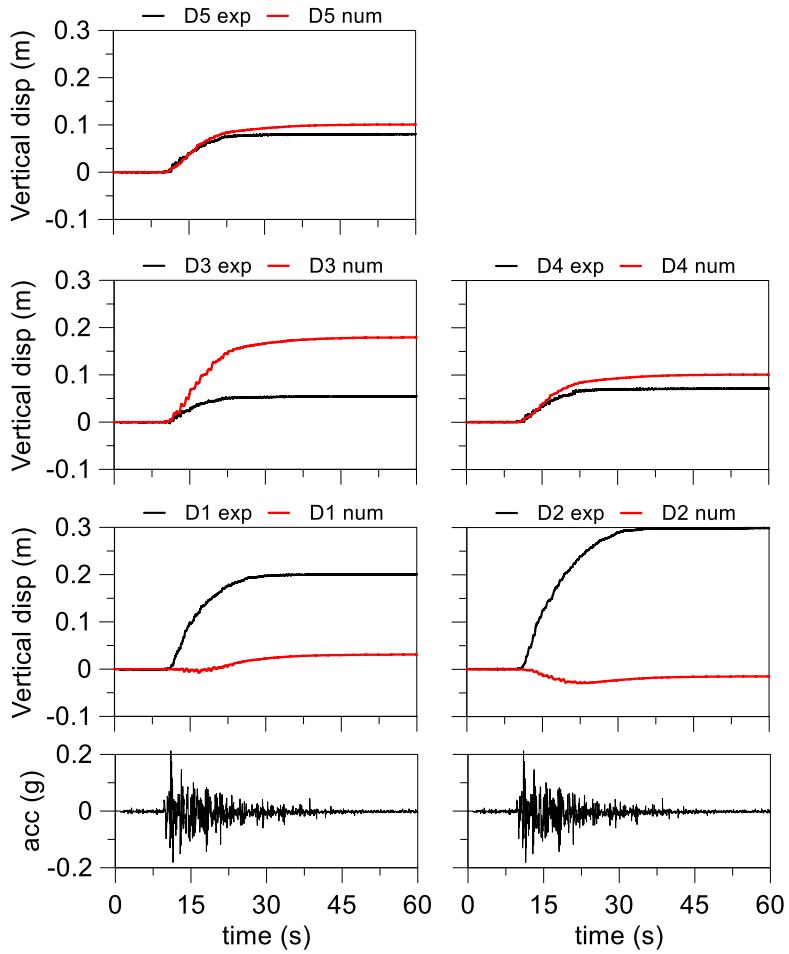 D5 exp D5 num
Vertical disp (m)
0.3
0.2
0.1
0
-0.1
D3 exp D3 num
D4 exp D4 num
Vertical disp (m)
0.3
0.2
0.1
0
-0.1
D1 exp D1 num
D2 exp D2 num
Vertical disp (m)
0.3
0.2
0.1
0
-0.1
acc (g)
0.2
0
-0.2
0 15 30 45 60
0 15 30 45 60
time (s)
time (s)